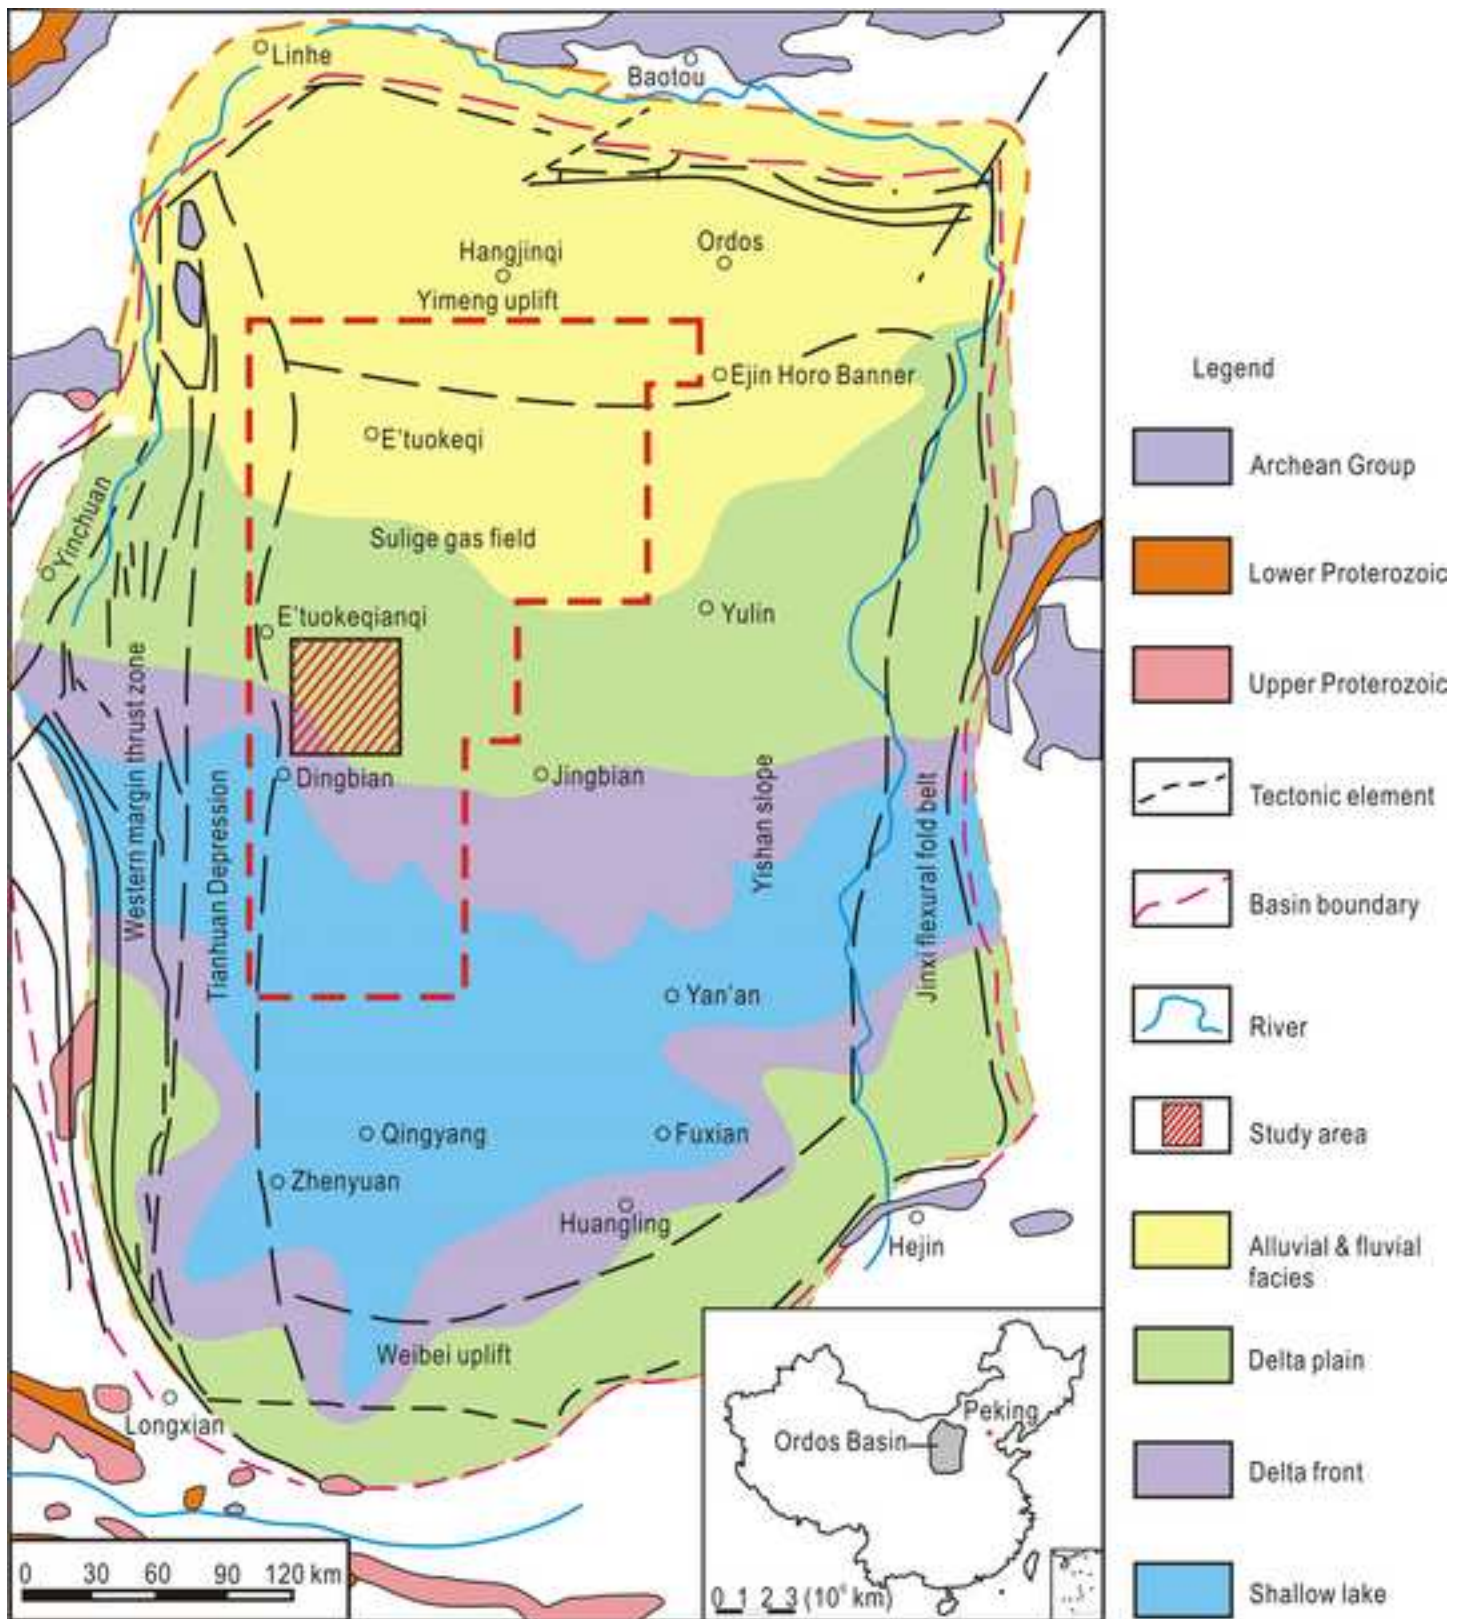 Linhe
Baotou
Hangjinqi
Ordos
Yimeng uplift
Ejin Horo Banner
E'tuokeqi
Yinchuan
Sulige gas field
E'tuokeqianqi
Yulin
Western margin thrust zone
Tianhuan Depression
Dingbian
Jingbian
Yishan slope
Jinxi flexural fold belt
Yan'an
Qingyang
Fuxian
Zhenyuan
Huangling
Hejin
Weibei uplift
Longxian
0 30 60 90 120 km
Peking
Ordos Basin
0 1 2 3 (10⁶ km)
Legend
Archean Group
Lower Proterozoic
Upper Proterozoic
Tectonic element
Basin boundary
River
Study area
Alluvial & fluvial
facies
Delta plain
Delta front
Shallow lake